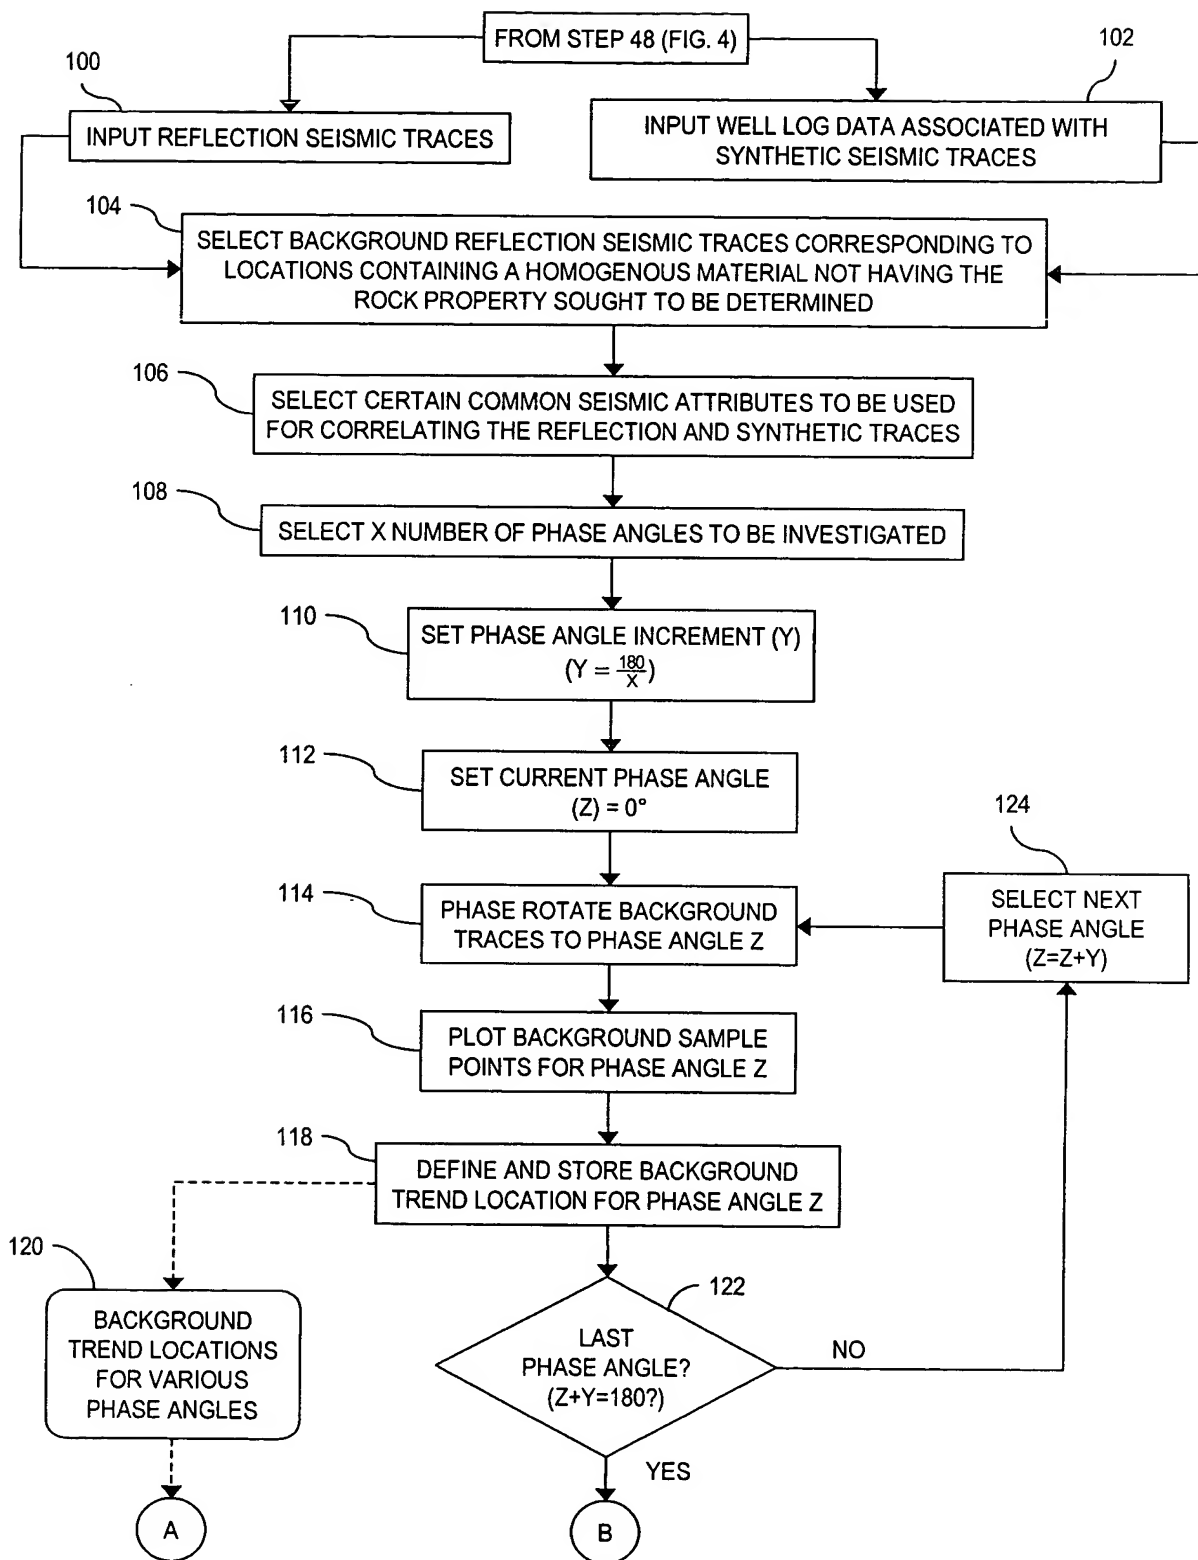 FROM STEP 48 (FIG. 4)
100
102
INPUT REFLECTION SEISMIC TRACES
INPUT WELL LOG DATA ASSOCIATED WITH
SYNTHETIC SEISMIC TRACES
104
SELECT BACKGROUND REFLECTION SEISMIC TRACES CORRESPONDING TO
LOCATIONS CONTAINING A HOMOGENOUS MATERIAL NOT HAVING THE
ROCK PROPERTY SOUGHT TO BE DETERMINED
106
SELECT CERTAIN COMMON SEISMIC ATTRIBUTES TO BE USED
FOR CORRELATING THE REFLECTION AND SYNTHETIC TRACES
108
SELECT X NUMBER OF PHASE ANGLES TO BE INVESTIGATED
110
SET PHASE ANGLE INCREMENT (Y)
(Y = 180/X)
112
SET CURRENT PHASE ANGLE
(Z) = 0°
124
SELECT NEXT
PHASE ANGLE
(Z=Z+Y)
114
PHASE ROTATE BACKGROUND
TRACES TO PHASE ANGLE Z
116
PLOT BACKGROUND SAMPLE
POINTS FOR PHASE ANGLE Z
118
DEFINE AND STORE BACKGROUND
TREND LOCATION FOR PHASE ANGLE Z
120
BACKGROUND
TREND LOCATIONS
FOR VARIOUS
PHASE ANGLES
122
LAST
PHASE ANGLE?
(Z+Y=180?)
NO
YES
A
B